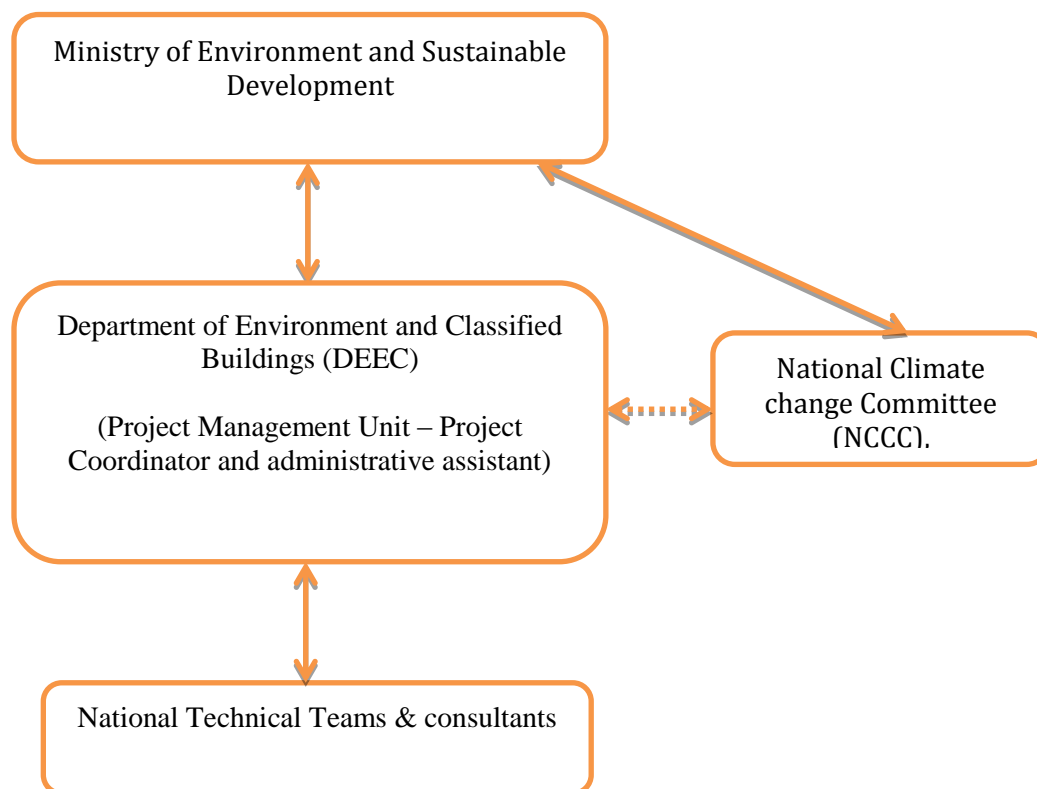 Ministry of Environment and Sustainable
Development
Department of Environment and Classified
Buildings (DEEC)
(Project Management Unit – Project
Coordinator and administrative assistant)
National Climate
change Committee
(NCCC).
National Technical Teams & consultants